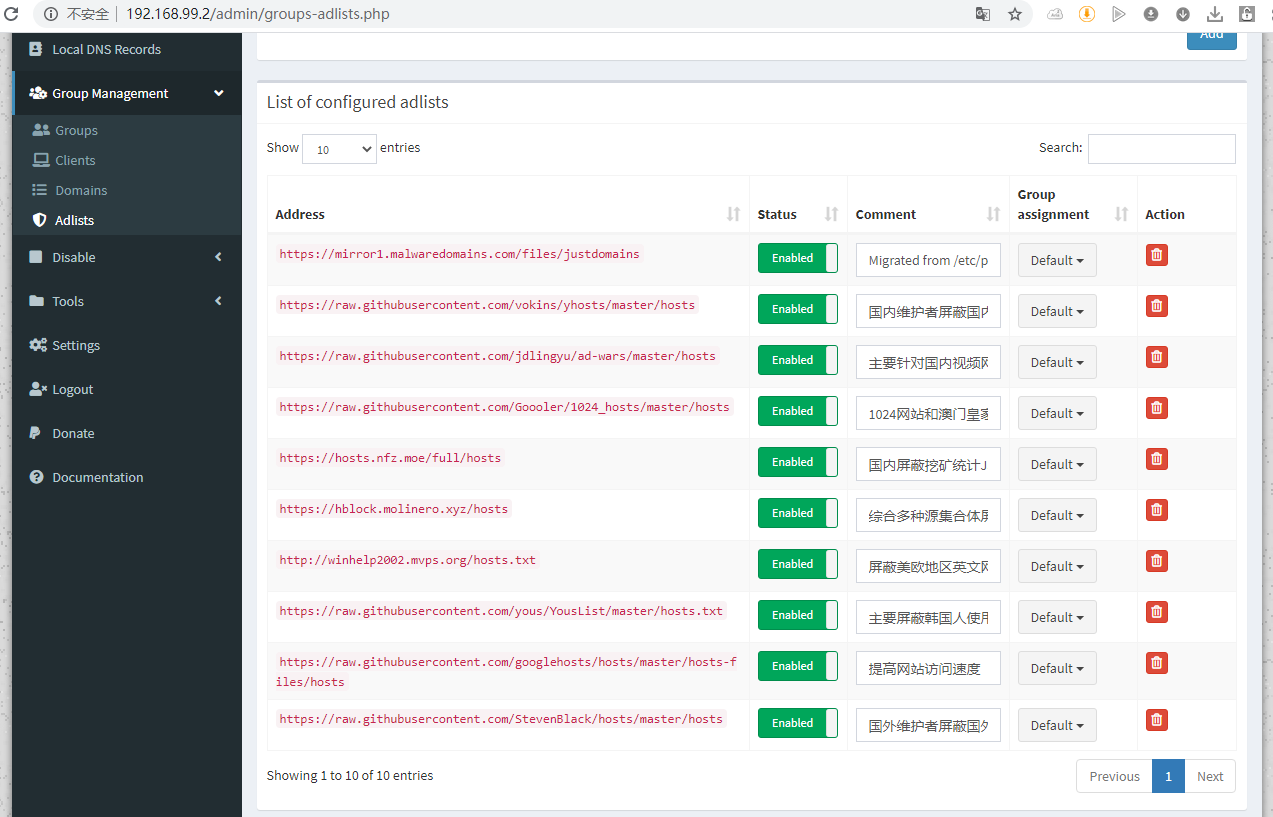 不安全 192.168.99.2/admin/groups-adlists.php
Local DNS Records
Group Management
Groups
Clients
Domains
Adlists
Disable
Tools
Settings
Logout
Donate
Documentation
Add
List of configured adlists
Show 10 entries
Search:
Address Status Comment Group assignment Action
https://mirror1.malwaredomains.com/files/justdomains Enabled Migrated from /etc/p Default
https://raw.githubusercontent.com/vokins/yhosts/master/hosts Enabled 国内维护者屏蔽国内 Default
https://raw.githubusercontent.com/jdlingyu/ad-wars/master/hosts Enabled 主要针对国内视频网 Default
https://raw.githubusercontent.com/Goooler/1024_hosts/master/hosts Enabled 1024网站和澳门皇家 Default
https://hosts.nfz.moe/full/hosts Enabled 国内屏蔽挖矿统计J Default
https://hblock.molinero.xyz/hosts Enabled 综合多种源集合体 Default
http://winhelp2002.mvps.org/hosts.txt Enabled 屏蔽美欧地区英文网 Default
https://raw.githubusercontent.com/yous/YousList/master/hosts.txt Enabled 主要屏蔽韩国人使用 Default
https://raw.githubusercontent.com/googlehosts/hosts/master/hosts-f Enabled 提高网站访问速度 Default
iles/hosts
https://raw.githubusercontent.com/StevenBlack/hosts/master/hosts Enabled 国外维护者屏蔽国外 Default
Showing 1 to 10 of 10 entries
Previous 1 Next